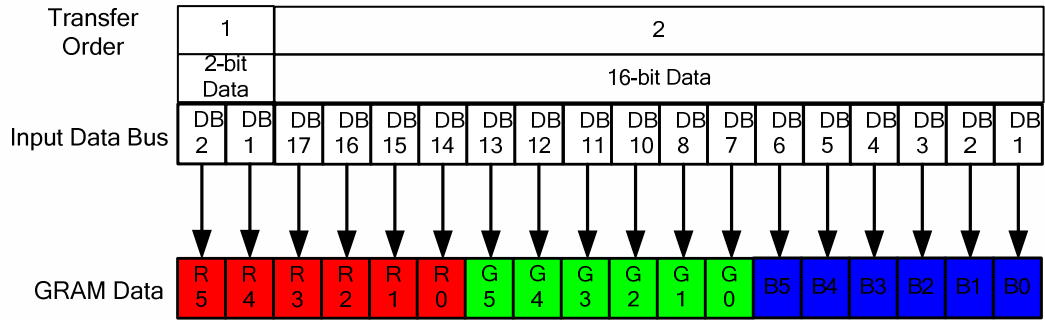 Transfer Order 1 2
2-bit Data 16-bit Data
Input Data Bus DB 2 DB 1 DB 17 DB 16 DB 15 DB 14 DB 13 DB 12 DB 11 DB 10 DB 8 DB 7 DB 6 DB 5 DB 4 DB 3 DB 2 DB 1
GRAM Data R 5 R 4 R 3 R 2 R 1 R 0 G 5 G 4 G 3 G 2 G 1 G 0 B5 B4 B3 B2 B1 B0